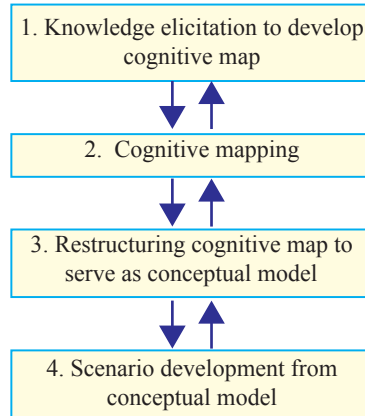 1. Knowledge elicitation to develop
cognitive map
2. Cognitive mapping
3. Restructuring cognitive map to
serve as conceptual model
4. Scenario development from
conceptual model